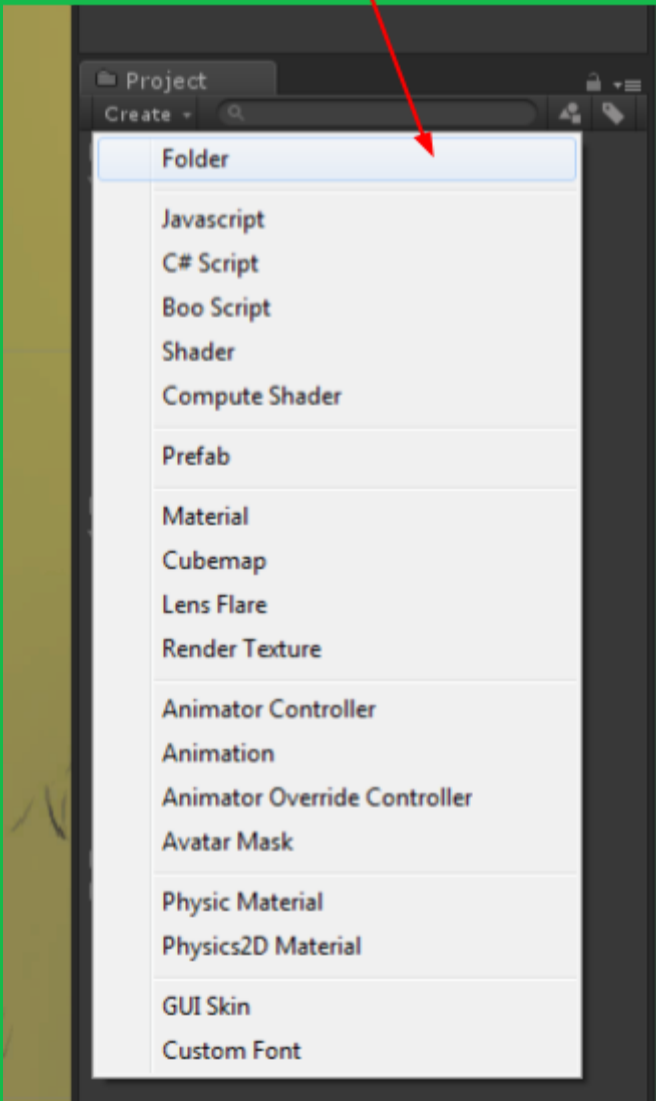 Project
Create
Folder
Javascript
C# Script
Boo Script
Shader
Compute Shader
Prefab
Material
Cubemap
Lens Flare
Render Texture
Animator Controller
Animation
Animator Override Controller
Avatar Mask
Physic Material
Physics2D Material
GUI Skin
Custom Font